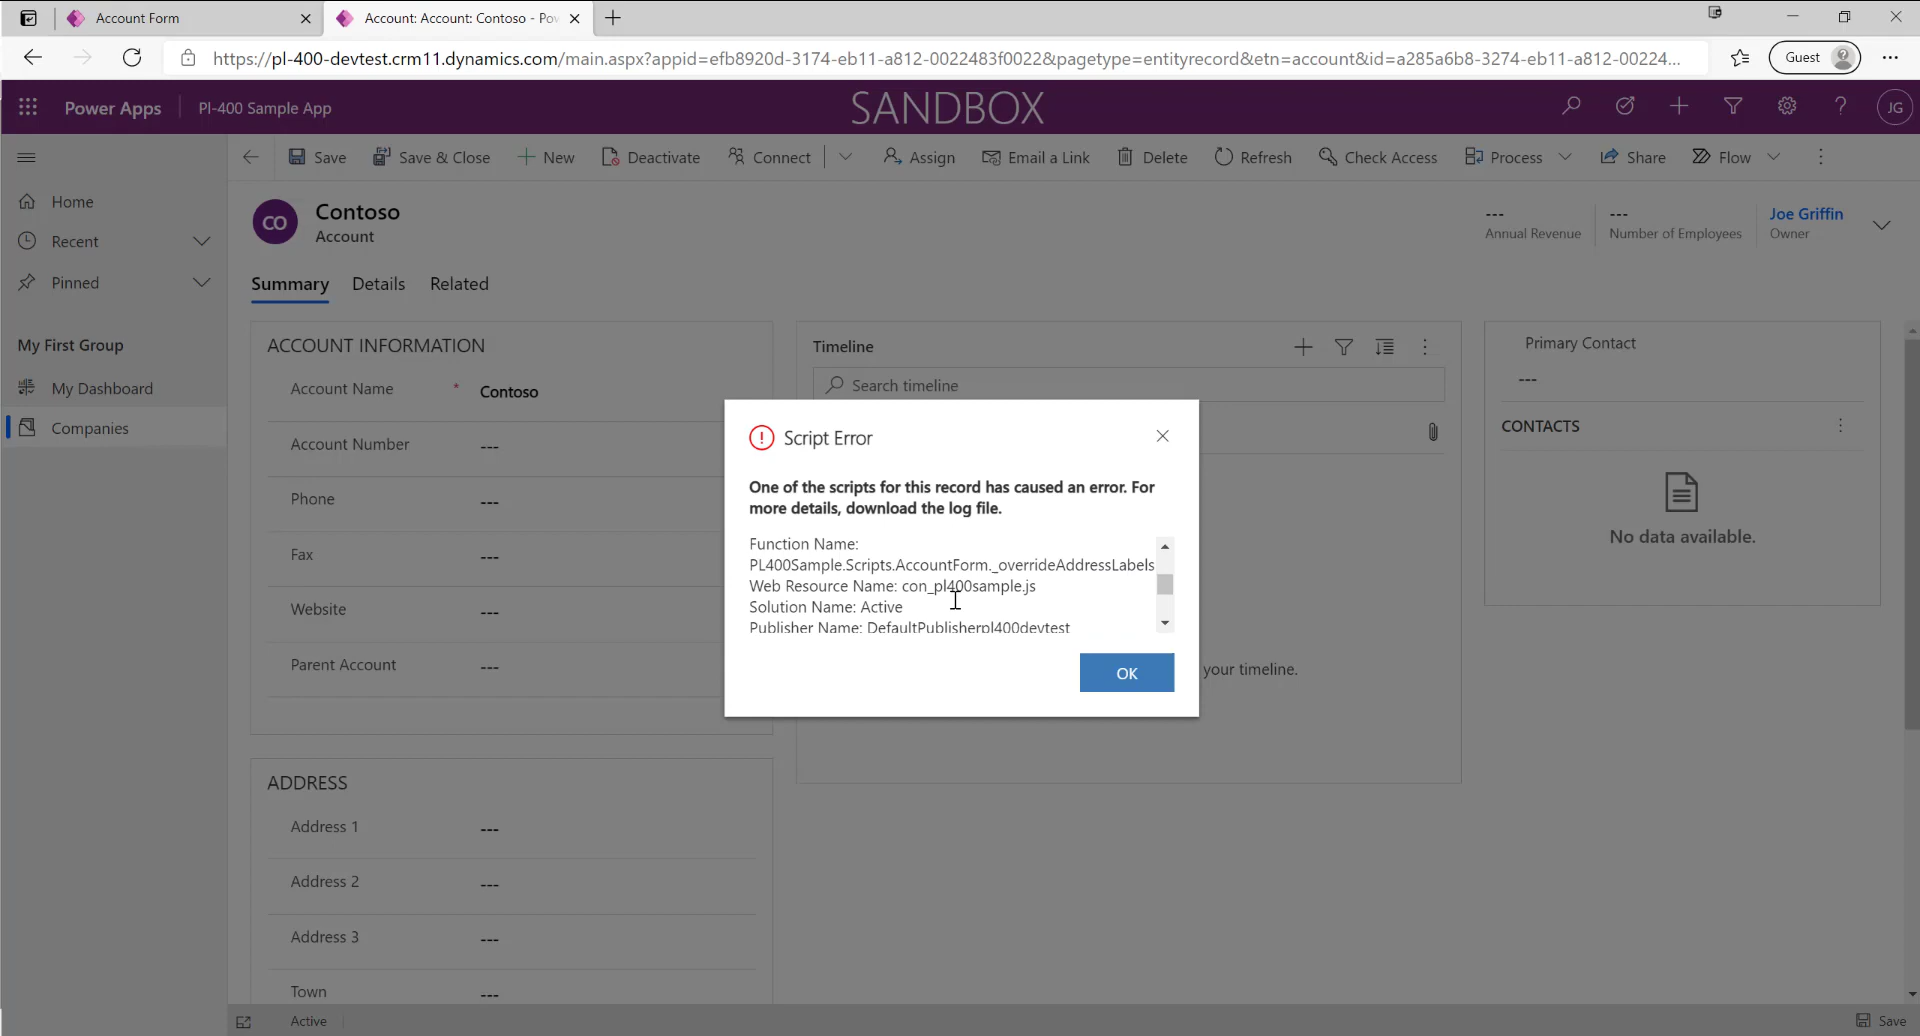 Account Form
Account: Account: Contoso - Pow
https://pl-400-devtest.crm11.dynamics.com/main.aspx?appid=efb8920d-3174-eb11-a812-0022483f0022&pagetype=entityrecord&etn=account&id=a285a6b8-3274-eb11-a812-00224...
Guest
Power Apps
Pl-400 Sample App
SANDBOX
JG
Save
Save & Close
New
Deactivate
Connect
Assign
Email a Link
Delete
Refresh
Check Access
Process
Share
Flow
Home
Recent
Pinned
My First Group
My Dashboard
Companies
CO
Contoso
Account
---
Annual Revenue
---
Number of Employees
Joe Griffin
Owner
Summary
Details
Related
ACCOUNT INFORMATION
Account Name
*
Contoso
Account Number
---
Phone
---
Fax
---
Website
---
Parent Account
---
ADDRESS
Address 1
---
Address 2
---
Address 3
---
Town
---
Timeline
Search timeline
your timeline.
Primary Contact
---
CONTACTS
No data available.
Script Error
One of the scripts for this record has caused an error. For
more details, download the log file.
Function Name:
PL400Sample.Scripts.AccountForm._overrideAddressLabels
Web Resource Name: con_pl400sample.js
Solution Name: Active
Publisher Name: DefaultPublisherpl400devtest
OK
Active
Save